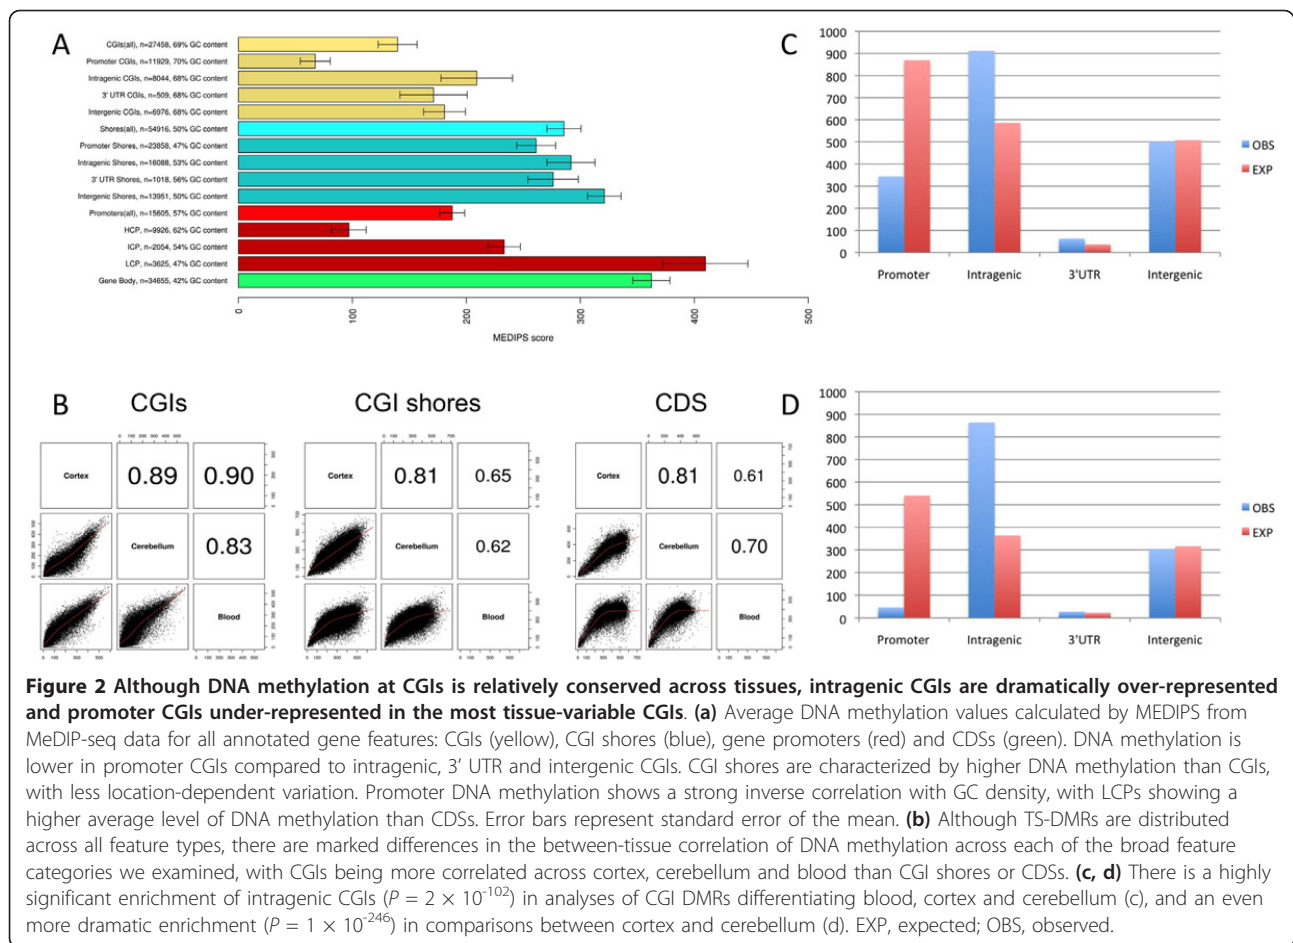 A
CGIs(all), n=27458, 69% GC content
Promoter CGIs, n=11929, 70% GC content
Intragenic CGIs, n=8044, 68% GC content
3' UTR CGIs, n=509, 68% GC content
Intergenic CGIs, n=6976, 68% GC content
Shores(all), n=54916, 50% GC content
Promoter Shores, n=23858, 47% GC content
Intragenic Shores, n=16088, 53% GC content
3' UTR Shores, n=1018, 56% GC content
Intergenic Shores, n=13951, 50% GC content
Promoters(all), n=15605, 57% GC content
HCP, n=9926, 62% GC content
ICP, n=2054, 54% GC content
LCP, n=3625, 47% GC content
Gene Body, n=34655, 42% GC content
0 100 200 300 400 500
MEDIPS score
C
1000
900
800
700
600
500
400
300
200
100
0
Promoter Intragenic 3'UTR Intergenic
OBS
EXP
B
CGIs
0 100 300 500
Cortex 0.89 0.90
Cerebellum 0.83
Blood
CGI shores
0 100 300 500 700
Cortex 0.81 0.65
Cerebellum 0.62
Blood
CDS
0 200 400 600
Cortex 0.81 0.61
Cerebellum 0.70
Blood
D
1000
900
800
700
600
500
400
300
200
100
0
Promoter Intragenic 3'UTR Intergenic
OBS
EXP
Figure 2 Although DNA methylation at CGIs is relatively conserved across tissues, intragenic CGIs are dramatically over-represented
and promoter CGIs under-represented in the most tissue-variable CGIs. (a) Average DNA methylation values calculated by MEDIPS from
MeDIP-seq data for all annotated gene features: CGIs (yellow), CGI shores (blue), gene promoters (red) and CDSs (green). DNA methylation is
lower in promoter CGIs compared to intragenic, 3’ UTR and intergenic CGIs. CGI shores are characterized by higher DNA methylation than CGIs,
with less location-dependent variation. Promoter DNA methylation shows a strong inverse correlation with GC density, with LCPs showing a
higher average level of DNA methylation than CDSs. Error bars represent standard error of the mean. (b) Although TS-DMRs are distributed
across all feature types, there are marked differences in the between-tissue correlation of DNA methylation across each of the broad feature
categories we examined, with CGIs being more correlated across cortex, cerebellum and blood than CGI shores or CDSs. (c, d) There is a highly
significant enrichment of intragenic CGIs (P = 2 × 10-102) in analyses of CGI DMRs differentiating blood, cortex and cerebellum (c), and an even
more dramatic enrichment (P = 1 × 10-246) in comparisons between cortex and cerebellum (d). EXP, expected; OBS, observed.